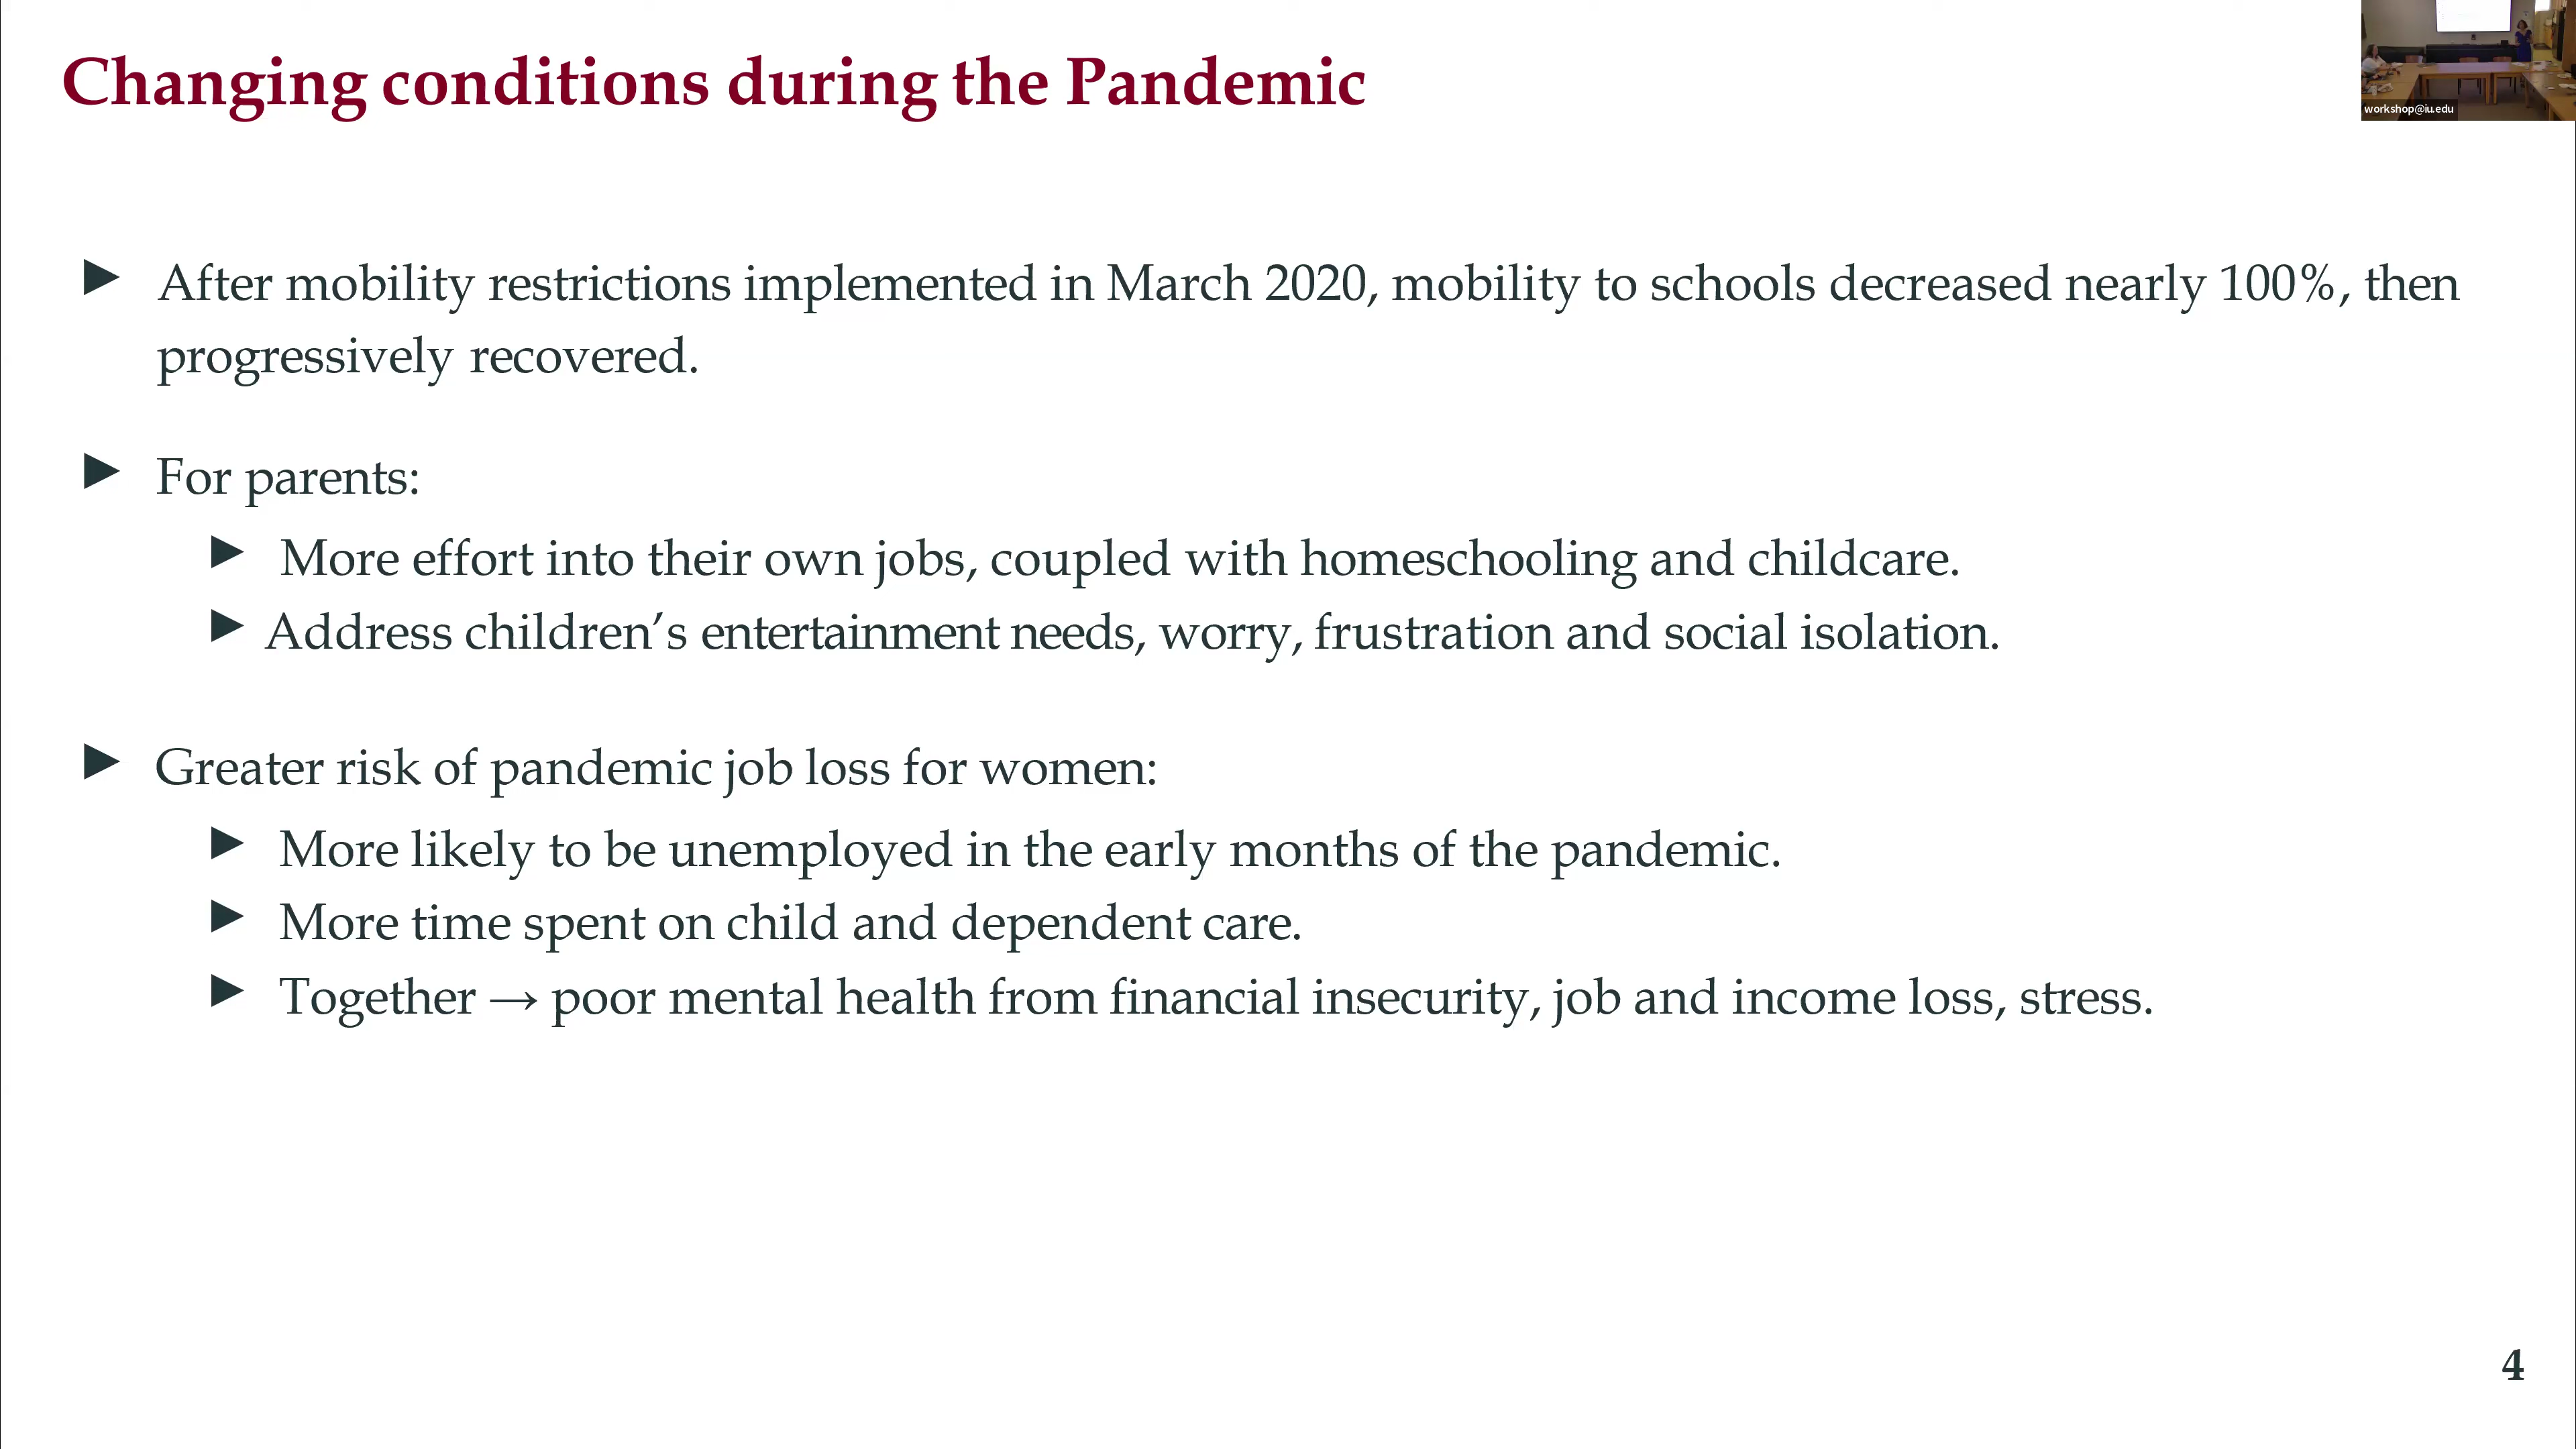 Changing conditions during the Pandemic
workshop@iu.edu
► After mobility restrictions implemented in March 2020, mobility to schools decreased nearly 100%, then
progressively recovered.
► For parents:
► More effort into their own jobs, coupled with homeschooling and childcare.
► Address children’s entertainment needs, worry, frustration and social isolation.
► Greater risk of pandemic job loss for women:
► More likely to be unemployed in the early months of the pandemic.
► More time spent on child and dependent care.
► Together → poor mental health from financial insecurity, job and income loss, stress.
4